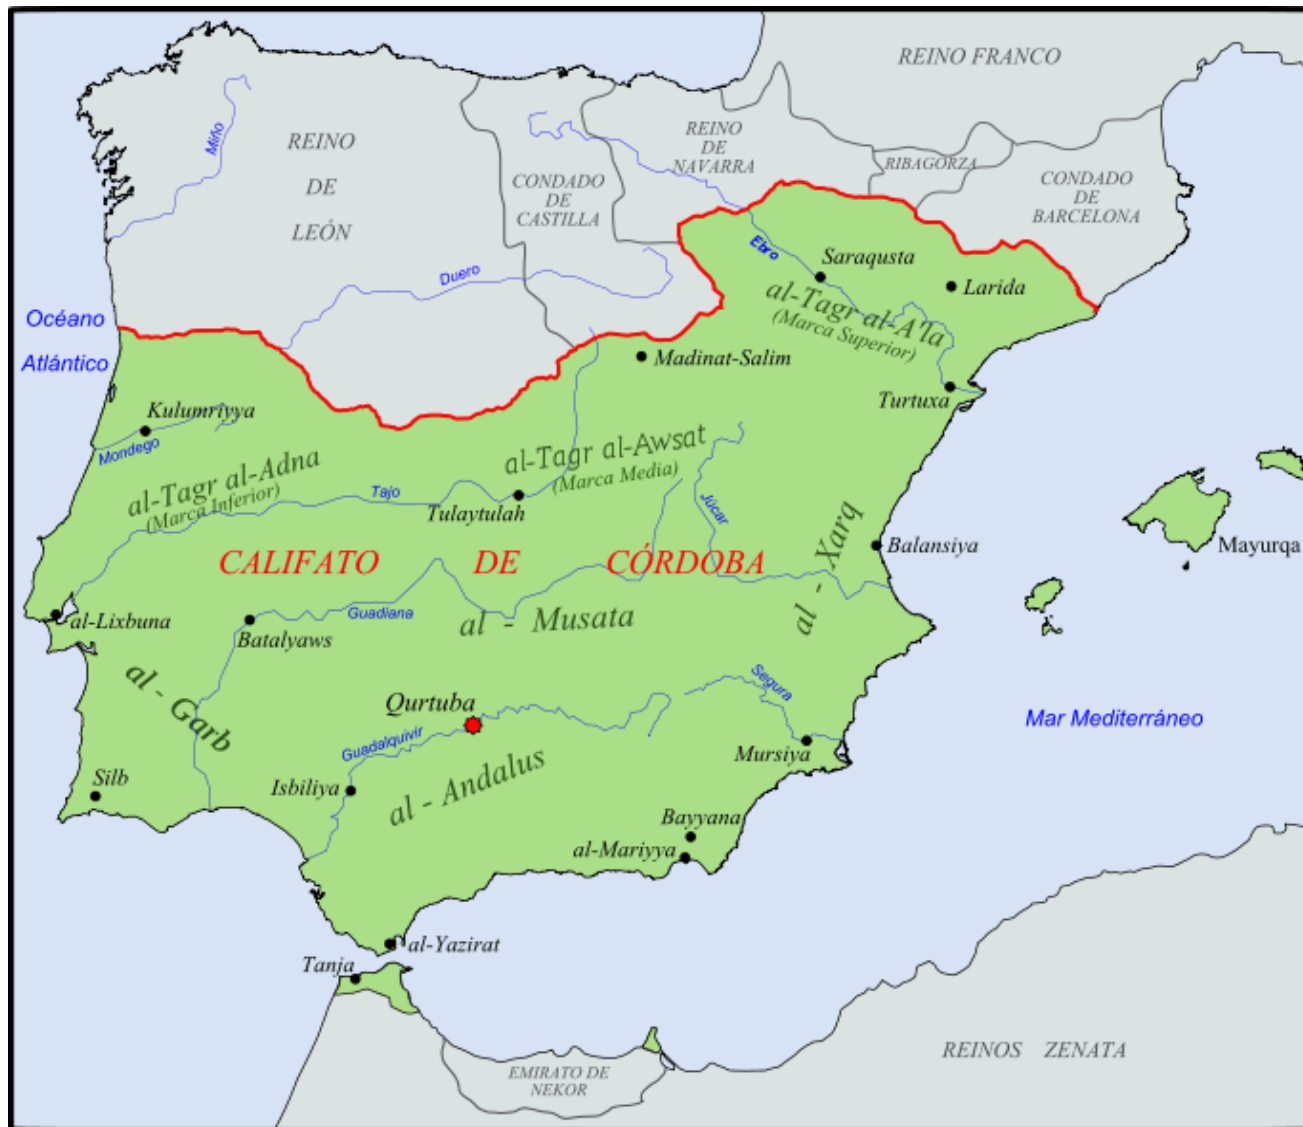 REINO FRANCO
REINO
DE
LEÓN
Miño
CONDADO
DE
CASTILLA
REINO
DE
NAVARRA
RIBAGORZA
CONDADO
DE
BARCELONA
Ebro
Saraqusta
Larida
al-Tagr al-A'la
(Marca Superior)
Duero
Océano
Atlántico
Madinat-Salim
Turtuxa
Kulumriyya
Mondego
al-Tagr al-Adna
(Marca Inferior)
Tajo
al-Tagr al-Awsat
(Marca Media)
Tulaytulah
Júcar
al - Xarq
Balansiya
Mayurqa
CALIFATO DE CÓRDOBA
al-Lixbuna
Batalyaws
Guadiana
al - Musata
al - Garb
Qurtuba
Guadalquivir
Segura
Mursiya
Mar Mediterráneo
Silb
Isbiliya
al - Andalus
Bayyana
al-Mariyya
al-Yazirat
Tanja
EMIRATO DE
NEKOR
REINOS ZENATA